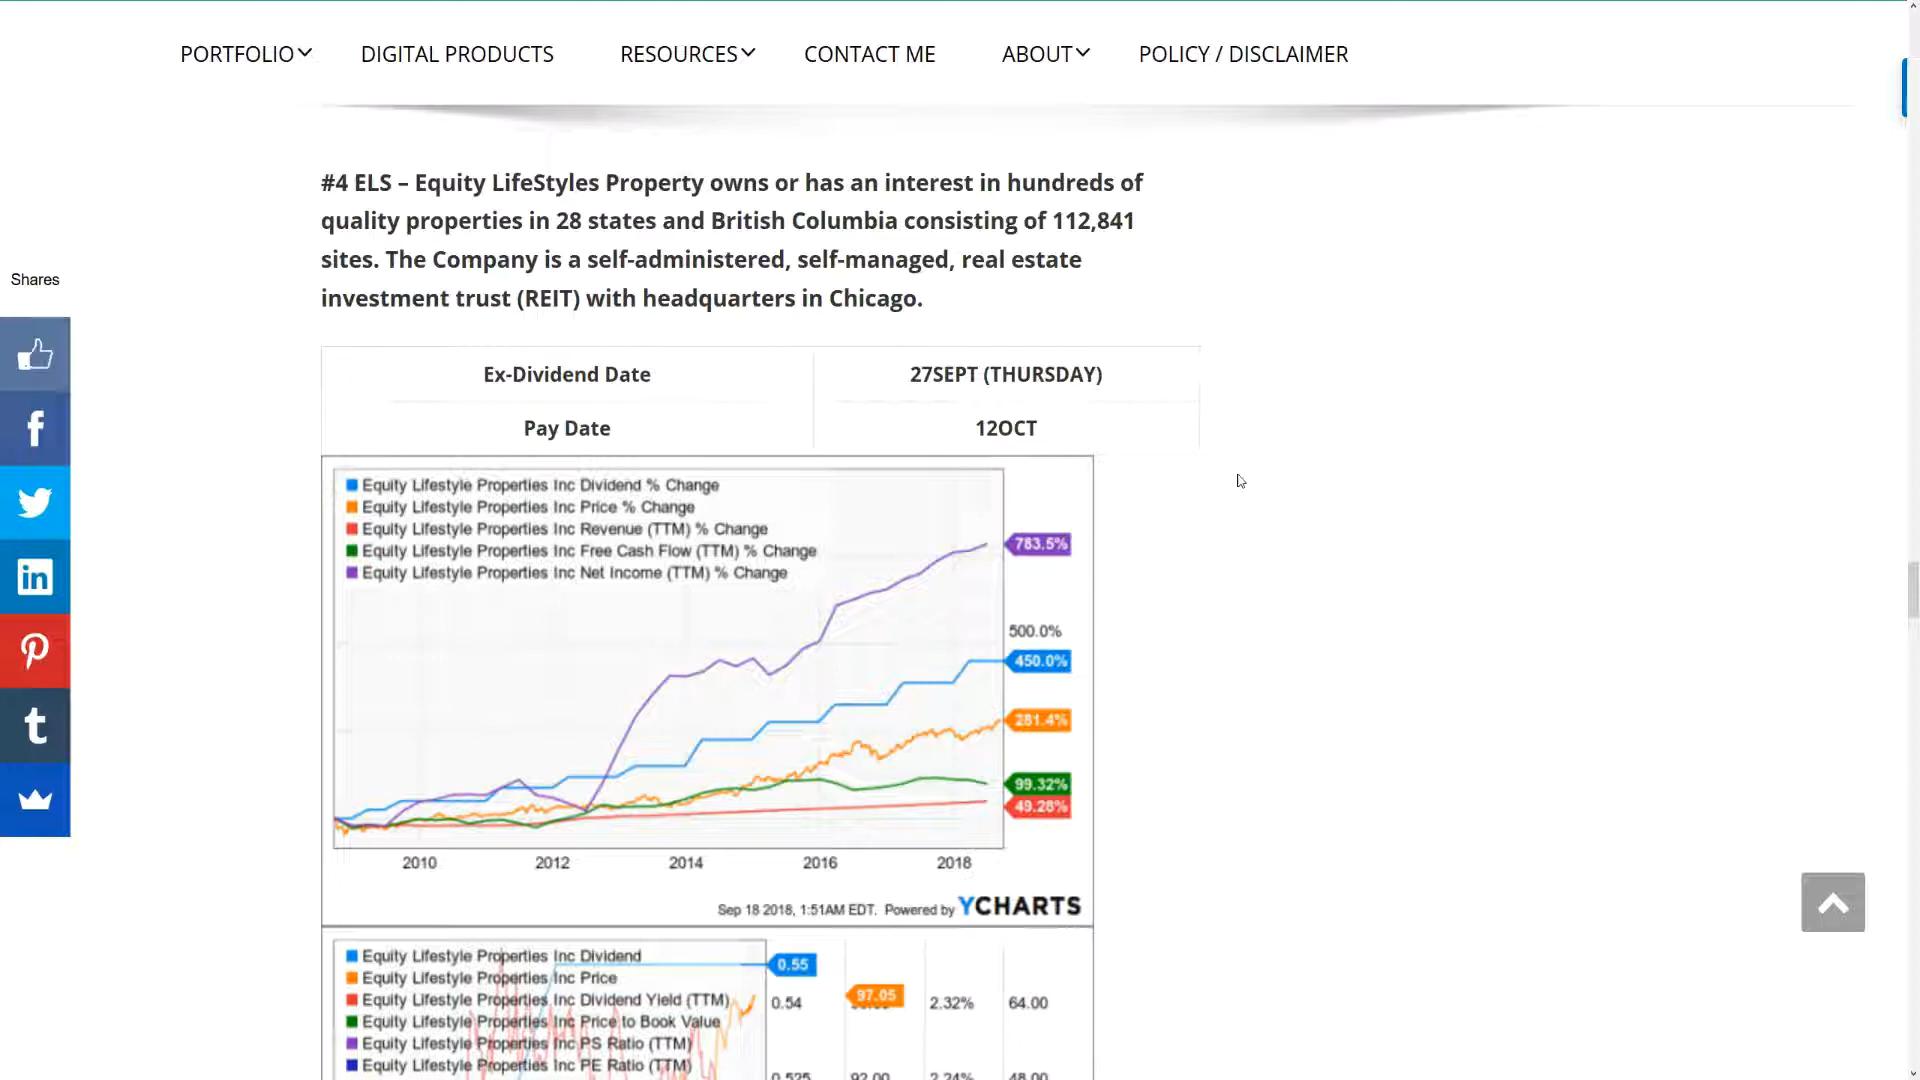 PORTFOLIO DIGITAL PRODUCTS RESOURCES CONTACT ME ABOUT POLICY / DISCLAIMER
#4 ELS – Equity LifeStyles Property owns or has an interest in hundreds of
quality properties in 28 states and British Columbia consisting of 112,841
sites. The Company is a self-administered, self-managed, real estate
investment trust (REIT) with headquarters in Chicago.
Shares
Ex-Dividend Date 27SEPT (THURSDAY)
Pay Date 12OCT
Equity Lifestyle Properties Inc Dividend % Change
Equity Lifestyle Properties Inc Price % Change
Equity Lifestyle Properties Inc Revenue (TTM) % Change
Equity Lifestyle Properties Inc Free Cash Flow (TTM) % Change
Equity Lifestyle Properties Inc Net Income (TTM) % Change
783.5%
500.0%
450.0%
281.4%
99.32%
49.28%
2010 2012 2014 2016 2018
Sep 18 2018, 1:51AM EDT. Powered by YCHARTS
Equity Lifestyle Properties Inc Dividend
Equity Lifestyle Properties Inc Price
Equity Lifestyle Properties Inc Dividend Yield (TTM)
Equity Lifestyle Properties Inc Price to Book Value
Equity Lifestyle Properties Inc PS Ratio (TTM)
Equity Lifestyle Properties Inc PE Ratio (TTM)
0.55
97.05
0.54 2.32% 64.00
0.525 92.00 2.24% 48.00